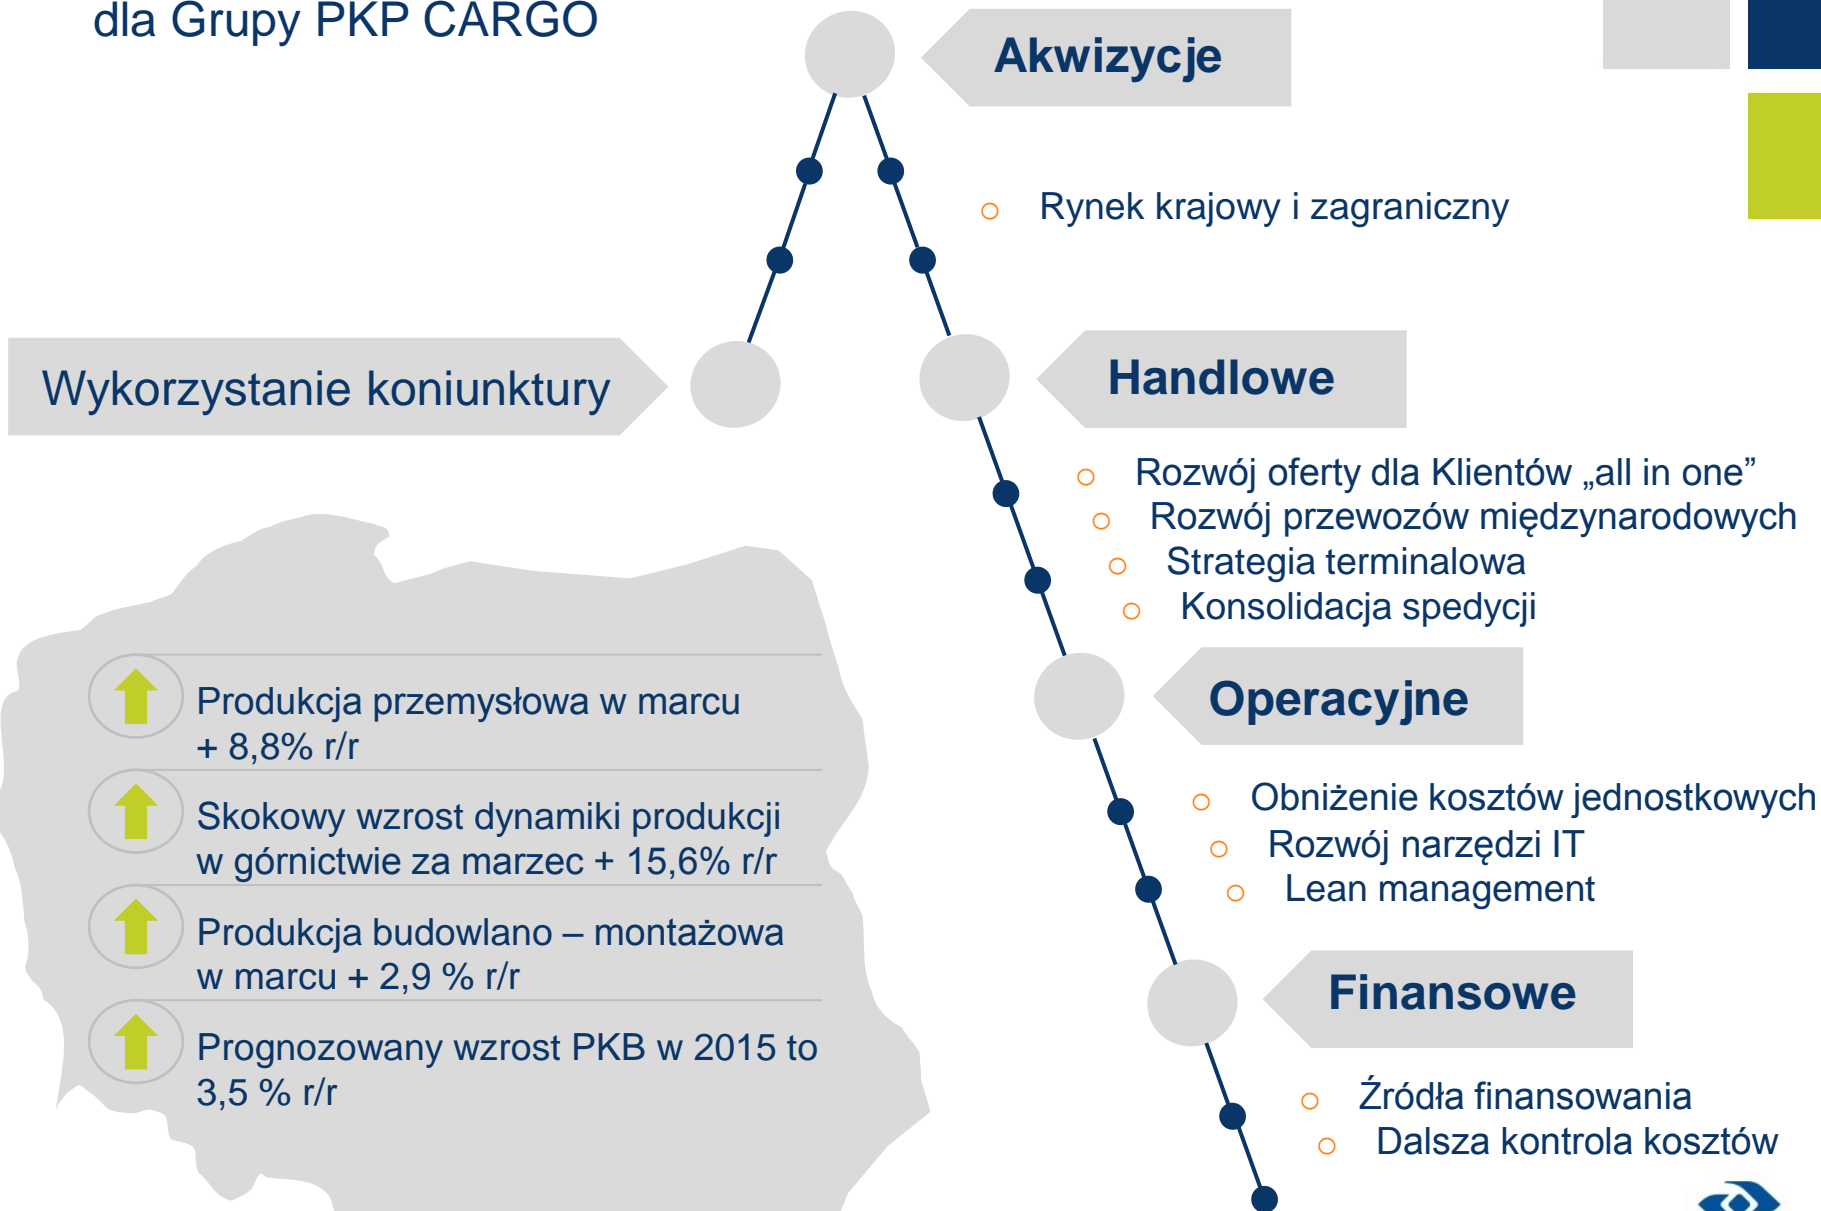 dla Grupy PKP CARGO
Akwizycje
Rynek krajowy i zagraniczny
Wykorzystanie koniunktury
Handlowe
Rozwój oferty dla Klientów „all in one”
Rozwój przewozów międzynarodowych
Strategia terminalowa
Konsolidacja spedycji
Produkcja przemysłowa w marcu
+ 8,8% r/r
Skokowy wzrost dynamiki produkcji
w górnictwie za marzec + 15,6% r/r
Produkcja budowlano – montażowa
w marcu + 2,9 % r/r
Prognozowany wzrost PKB w 2015 to
3,5 % r/r
Operacyjne
Obniżenie kosztów jednostkowych
Rozwój narzędzi IT
Lean management
Finansowe
Źródła finansowania
Dalsza kontrola kosztów